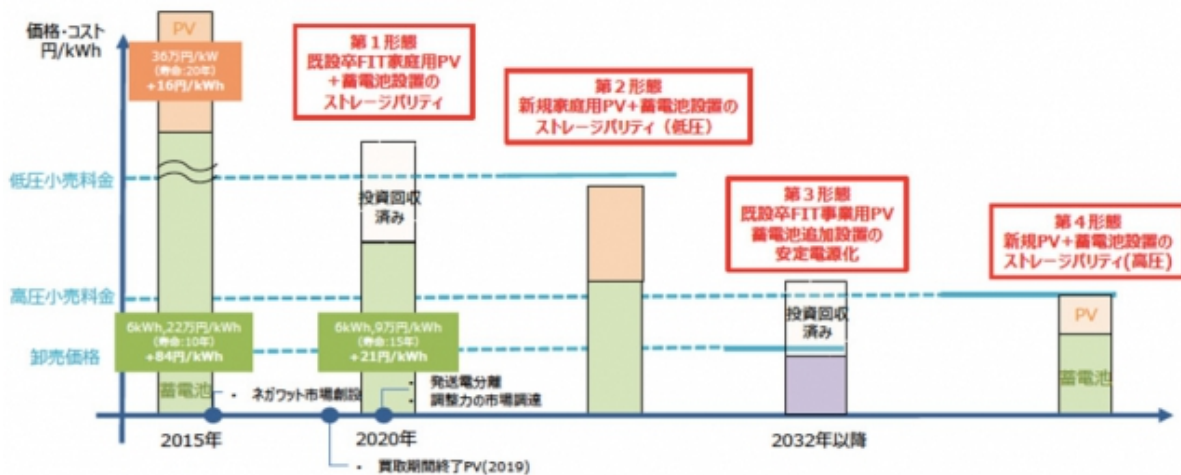 価格・コスト
円/kWh
PV
36万円/kW
(寿命:20年)
+16円/kWh
第1形態
既設卒FIT家庭用PV
+蓄電池設置の
ストレージパリティ
第2形態
新規家庭用PV+蓄電池設置の
ストレージパリティ（低圧）
低圧小売料金
投資回収
済み
第3形態
既設卒FIT事業用PV
蓄電池追加設置の
安定電源化
第4形態
新規PV+蓄電池設置の
ストレージパリティ(高圧)
高圧小売料金
6kWh,22万円/kWh
(寿命:10年)
+84円/kWh
6kWh,9万円/kWh
(寿命:15年)
+21円/kWh
投資回収
済み
PV
卸売価格
蓄電池
・ ネガワット市場創設
・ 発送電分離
・ 調整力の市場調達
蓄電池
2015年
2020年
2032年以降
・ 買取期間終了PV(2019)